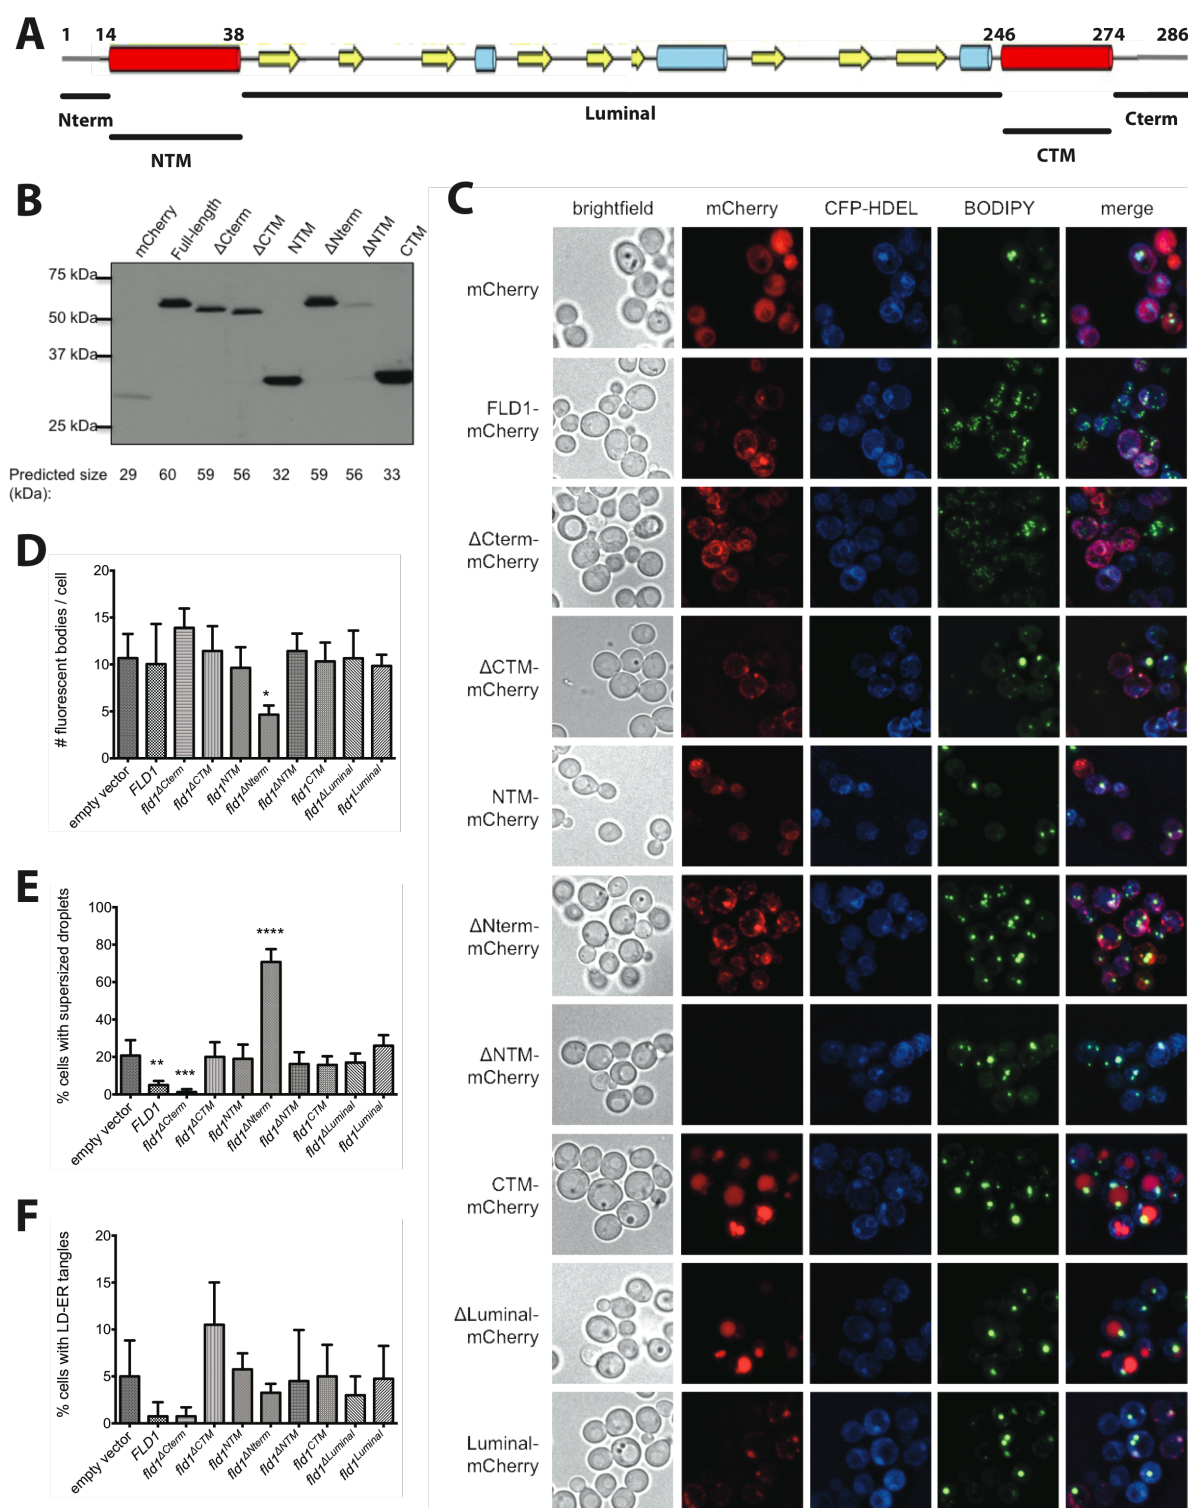 A
1 14 38 246 274 286
Nterm
Luminal
Cterm
NTM
CTM
B
mCherry
Full-length
ΔCterm
ΔCTM
NTM
ΔNterm
ΔNTM
CTM
75 kDa
50 kDa
37 kDa
25 kDa
Predicted size 29 60 59 56 32 59 56 33
(kDa):
C
brightfield mCherry CFP-HDEL BODIPY merge
mCherry
FLD1-
mCherry
ΔCterm-
mCherry
ΔCTM-
mCherry
NTM-
mCherry
ΔNterm-
mCherry
ΔNTM-
mCherry
CTM-
mCherry
ΔLuminal-
mCherry
Luminal-
mCherry
D
# fluorescent bodies / cell
20
15
10
5
0
*
empty vector
FLD1
fld1ΔCterm
fld1ΔCTM
fld1NTM
fld1ΔNterm
fld1ΔNTM
fld1CTM
fld1ΔLuminal
fld1Luminal
E
% cells with supersized droplets
100
80
60
40
20
0
**
***
****
empty vector
FLD1
fld1ΔCterm
fld1ΔCTM
fld1NTM
fld1ΔNterm
fld1ΔNTM
fld1CTM
fld1ΔLuminal
fld1Luminal
F
% cells with LD-ER tangles
20
15
10
5
0
empty vector
FLD1
fld1ΔCterm
fld1ΔCTM
fld1NTM
fld1ΔNterm
fld1ΔNTM
fld1CTM
fld1ΔLuminal
fld1Luminal